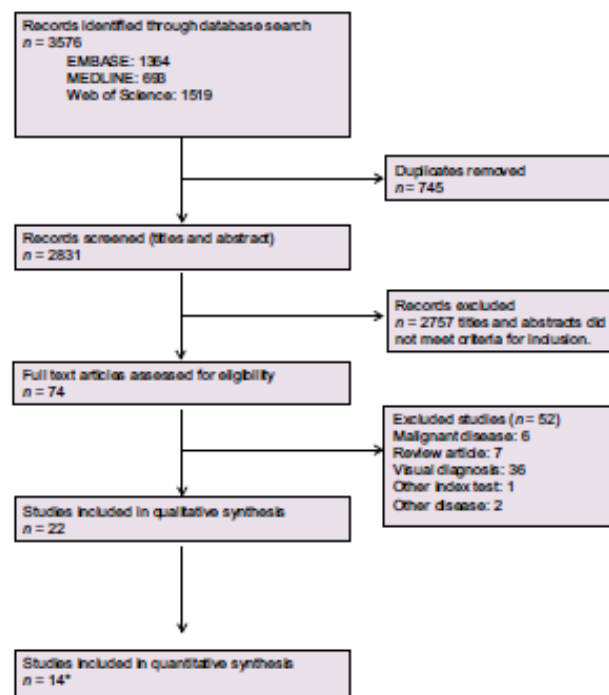 Records identified through database search
n = 3576
EMBASE: 1364
MEDLINE: 693
Web of Science: 1519
Duplicates removed
n = 745
Records screened (titles and abstract)
n = 2831
Records excluded
n = 2757 titles and abstracts did
not meet criteria for inclusion.
Full text articles assessed for eligibility
n = 74
Excluded studies (n = 52)
Malignant disease: 6
Review article: 7
Visual diagnosis: 36
Other index test: 1
Other disease: 2
Studies included in qualitative synthesis
n = 22
Studies included in quantitative synthesis
n = 14*